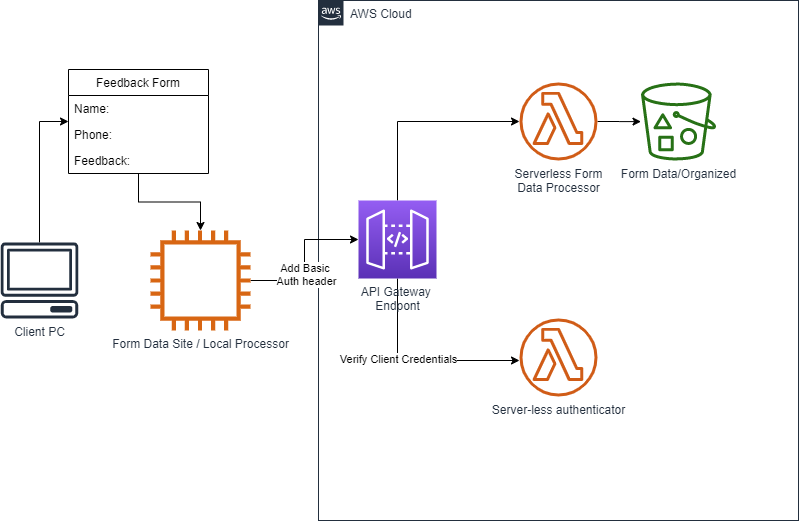 aws
AWS Cloud
Feedback Form
Name:
Phone:
Feedback:
Client PC
Form Data Site / Local Processor
Add Basic
Auth header
</>
API Gateway
Endpont
Verify Client Credentials
Serverless Form
Data Processor
Form Data/Organized
Server-less authenticator